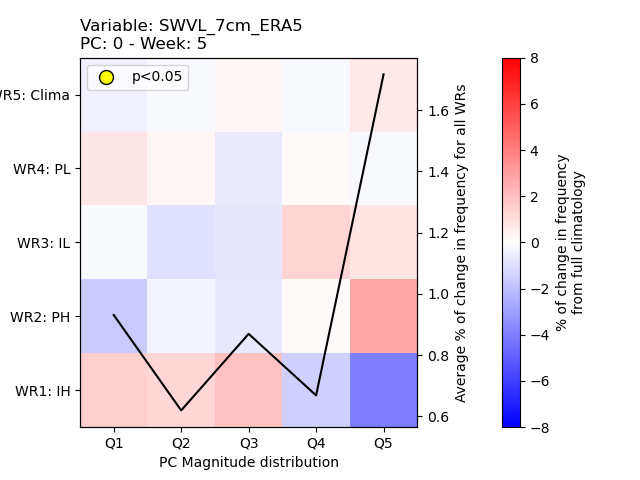 Variable: SWVL_7cm_ERA5
PC: 0 - Week: 5
p<0.05
WR5: Clima
WR4: PL
WR3: IL
WR2: PH
WR1: IH
Q1 Q2 Q3 Q4 Q5
PC Magnitude distribution
1.6
1.4
1.2
1.0
0.8
0.6
Average % of change in frequency for all WRs
8
6
4
2
0
−2
−4
−6
−8
% of change in frequency
from full climatology